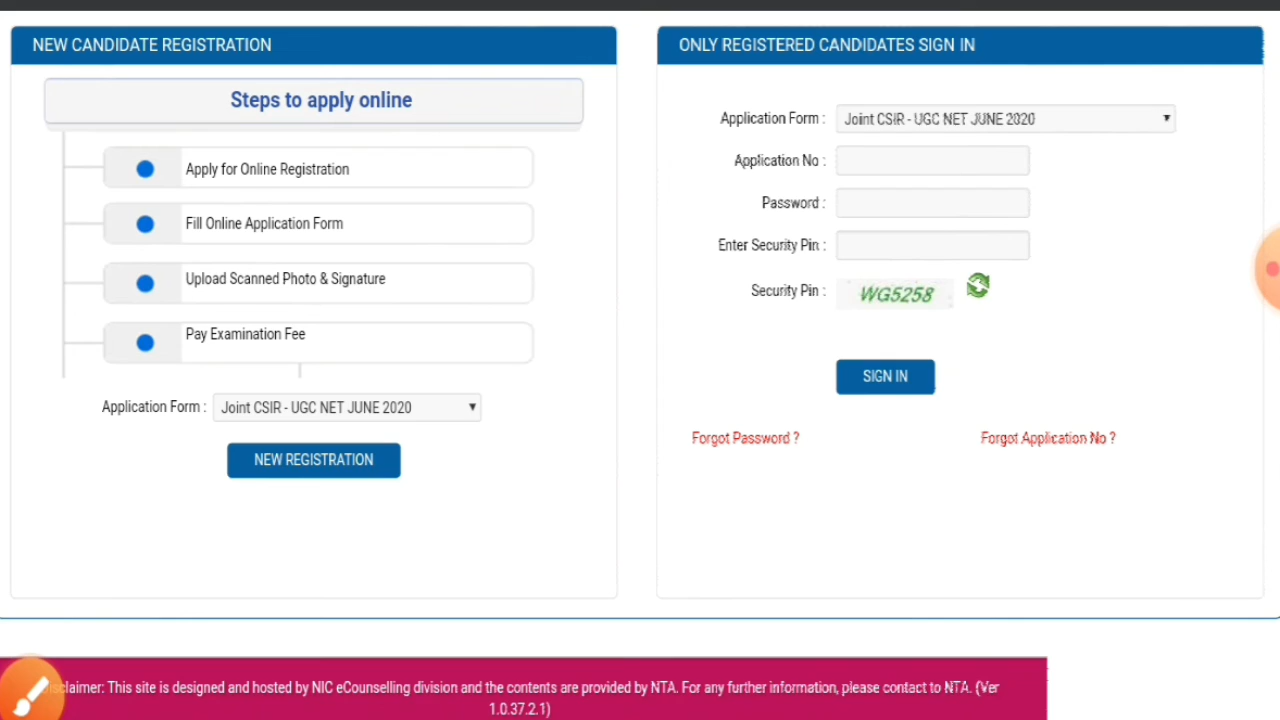 NEW CANDIDATE REGISTRATION
Steps to apply online
Apply for Online Registration
Fill Online Application Form
Upload Scanned Photo & Signature
Pay Examination Fee
Application Form : Joint CSIR - UGC NET JUNE 2020
NEW REGISTRATION
ONLY REGISTERED CANDIDATES SIGN IN
Application Form : Joint CSIR - UGC NET JUNE 2020
Application No :
Password :
Enter Security Pin :
Security Pin : WG5258
SIGN IN
Forgot Password ? Forgot Application No ?
sclaimer: This site is designed and hosted by NIC eCounselling division and the contents are provided by NTA. For any further information, please contact to NTA. (Ver
1.0.37.2.1)